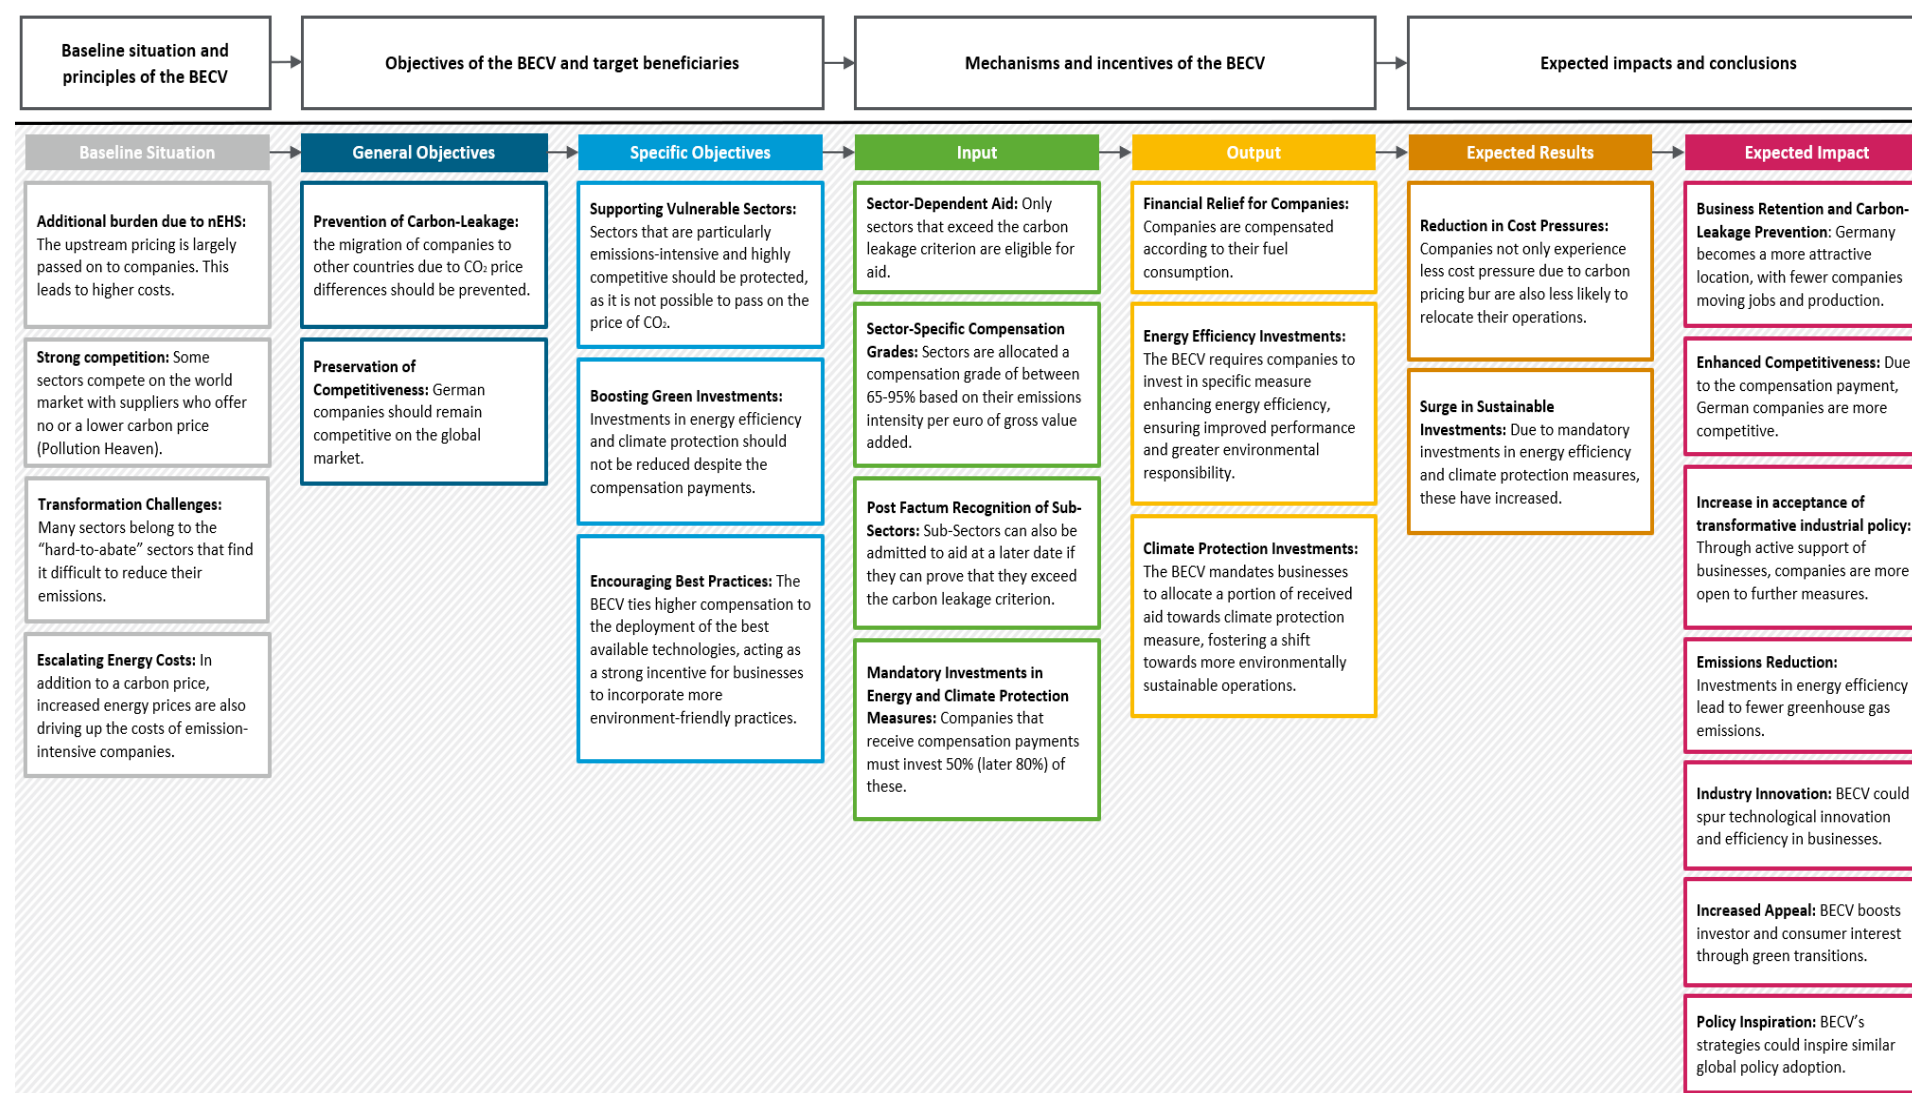 Baseline situation and
principles of the BECV
Objectives of the BECV and target beneficiaries
Mechanisms and incentives of the BECV
Expected impacts and conclusions
Baseline Situation
General Objectives
Specific Objectives
Input
Output
Expected Results
Expected Impact
Additional burden due to nEHS:
The upstream pricing is largely
passed on to companies. This
leads to higher costs.
Strong competition: Some
sectors compete on the world
market with suppliers who offer
no or a lower carbon price
(Pollution Heaven).
Transformation Challenges:
Many sectors belong to the
“hard-to-abate” sectors that find
it difficult to reduce their
emissions.
Escalating Energy Costs: In
addition to a carbon price,
increased energy prices are also
driving up the costs of emission-
intensive companies.
Prevention of Carbon-Leakage:
the migration of companies to
other countries due to CO₂ price
differences should be prevented.
Preservation of
Competitiveness: German
companies should remain
competitive on the global
market.
Supporting Vulnerable Sectors:
Sectors that are particularly
emissions-intensive and highly
competitive should be protected,
as it is not possible to pass on the
price of CO₂.
Boosting Green Investments:
Investments in energy efficiency
and climate protection should
not be reduced despite the
compensation payments.
Encouraging Best Practices: The
BECV ties higher compensation to
the deployment of the best
available technologies, acting as
a strong incentive for businesses
to incorporate more
environment-friendly practices.
Sector-Dependent Aid: Only
sectors that exceed the carbon
leakage criterion are eligible for
aid.
Sector-Specific Compensation
Grades: Sectors are allocated a
compensation grade of between
65-95% based on their emissions
intensity per euro of gross value
added.
Post Factum Recognition of Sub-
Sectors: Sub-Sectors can also be
admitted to aid at a later date if
they can prove that they exceed
the carbon leakage criterion.
Mandatory Investments in
Energy and Climate Protection
Measures: Companies that
receive compensation payments
must invest 50% (later 80%) of
these.
Financial Relief for Companies:
Companies are compensated
according to their fuel
consumption.
Energy Efficiency Investments:
The BECV requires companies to
invest in specific measure
enhancing energy efficiency,
ensuring improved performance
and greater environmental
responsibility.
Climate Protection Investments:
The BECV mandates businesses
to allocate a portion of received
aid towards climate protection
measure, fostering a shift
towards more environmentally
sustainable operations.
Reduction in Cost Pressures:
Companies not only experience
less cost pressure due to carbon
pricing bur are also less likely to
relocate their operations.
Surge in Sustainable
Investments: Due to mandatory
investments in energy efficiency
and climate protection measures,
these have increased.
Business Retention and Carbon-
Leakage Prevention: Germany
becomes a more attractive
location, with fewer companies
moving jobs and production.
Enhanced Competitiveness: Due
to the compensation payment,
German companies are more
competitive.
Increase in acceptance of
transformative industrial policy:
Through active support of
businesses, companies are more
open to further measures.
Emissions Reduction:
Investments in energy efficiency
lead to fewer greenhouse gas
emissions.
Industry Innovation: BECV could
spur technological innovation
and efficiency in businesses.
Increased Appeal: BECV boosts
investor and consumer interest
through green transitions.
Policy Inspiration: BECV’s
strategies could inspire similar
global policy adoption.